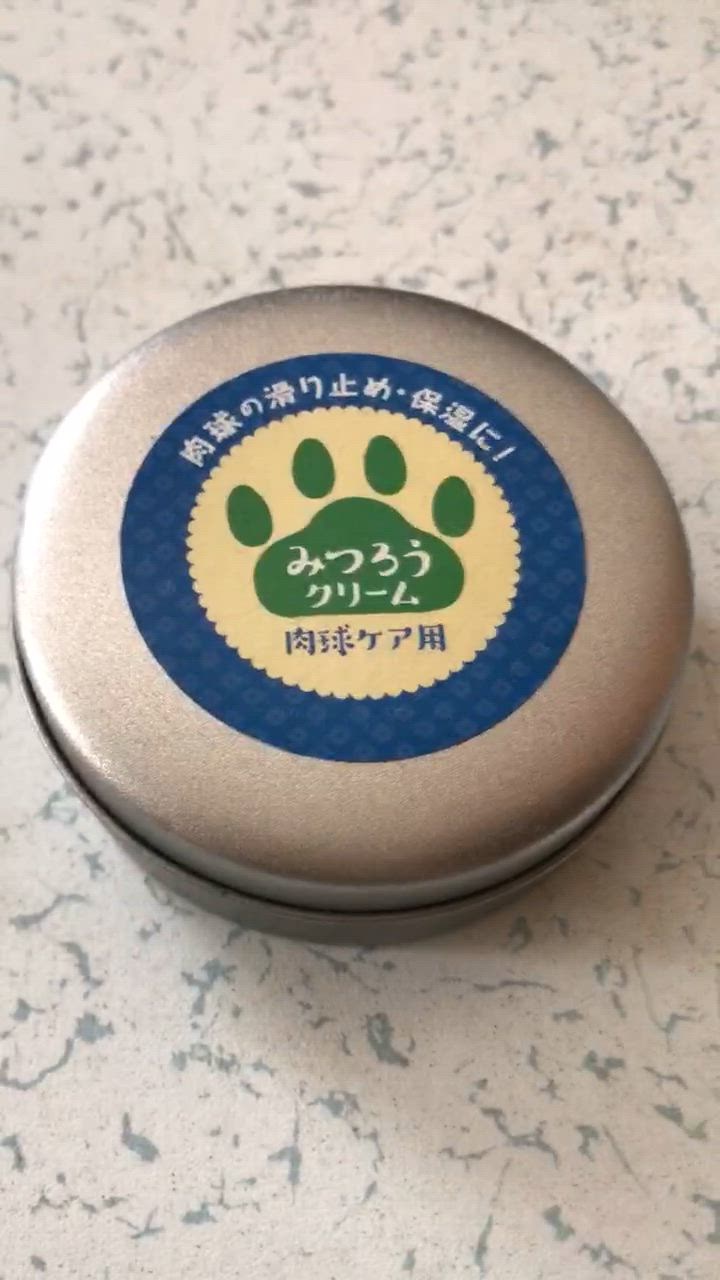 肉球の滑り止め・保湿に!
みつろう
クリーム
肉球ケア用